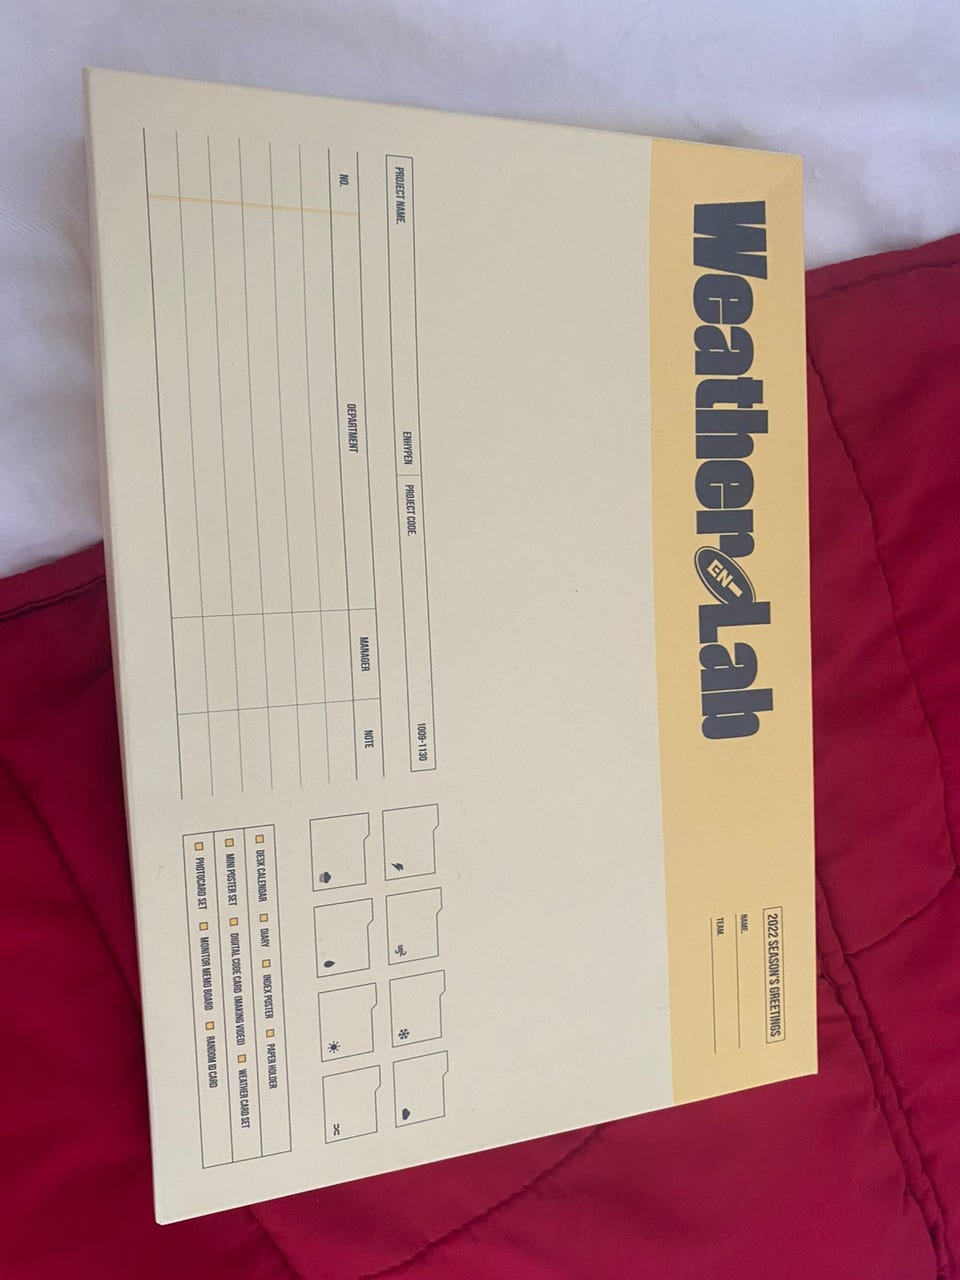 Weather Lab
EN-
2022 SEASON'S GREETINGS
NAME.
TEAM.
PROJECT NAME. ENHYPEN PROJECT CODE. 1009-1130
NO. DEPARTMENT MANAGER NOTE
DESK CALENDAR DIARY INDEX POSTER PAPER HOLDER
MINI POSTER SET DIGITAL CODE CARD (MAKING VIDEO) WEATHER CARD SET
PHOTOCARD SET MONITOR MEMO BOARD RANDOM ID CARD